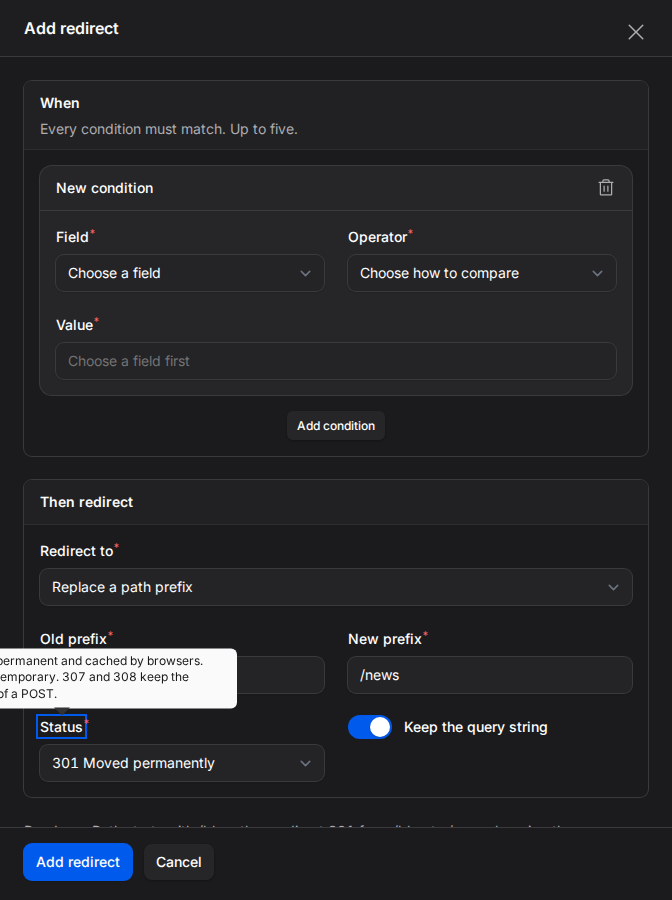 Add redirect
When
Every condition must match. Up to five.
New condition
Field*
Operator*
Choose a field
Choose how to compare
Value*
Choose a field first
Add condition
Then redirect
Redirect to*
Replace a path prefix
Old prefix*
New prefix*
permanent and cached by browsers.
emporary. 307 and 308 keep the
of a POST.
/news
Status*
Keep the query string
301 Moved permanently
Add redirect
Cancel